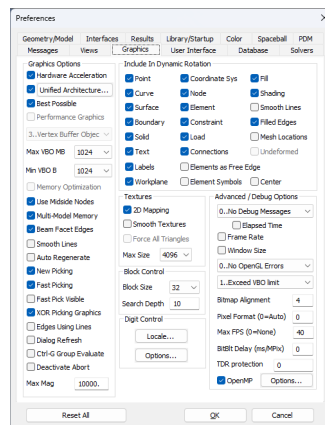 Preferences
Geometry/Model Interfaces Results Library/Startup Color Spaceball PDM
Messages Views Graphics User Interface Database Solvers
Graphics Options
Hardware Acceleration
Unified Architecture...
Best Possible
Performance Graphics
3..Vertex Buffer Objec
Max VBO MB 1024
Min VBO B 1024
Memory Optimization
Use Midside Nodes
Multi-Model Memory
Beam Facet Edges
Smooth Lines
Auto Regenerate
New Picking
Fast Picking
Fast Pick Visible
XOR Picking Graphics
Edges Using Lines
Dialog Refresh
Ctrl-G Group Evaluate
Deactivate Abort
Max Mag 10000.
Include In Dynamic Rotation
Point Coordinate Sys Fill
Curve Node Shading
Surface Element Smooth Lines
Boundary Constraint Filled Edges
Solid Load Mesh Locations
Text Connections Undeformed
Labels Elements as Free Edge
Workplane Element Symbols Center
Textures
2D Mapping
Smooth Textures
Force All Triangles
Max Size 4096
Block Control
Block Size 32
Search Depth 10
Digit Control
Locale...
Options...
Advanced / Debug Options
0..No Debug Messages
Elapsed Time
Frame Rate
Window Size
0..No OpenGL Errors
1..Exceed VBO limit
Bitmap Alignment 4
Pixel Format (0=Auto) 0
Max FPS (0=None) 40
BitBlt Delay (ms/MPix) 0
TDR protection 0
OpenMP Options...
Reset All OK Cancel